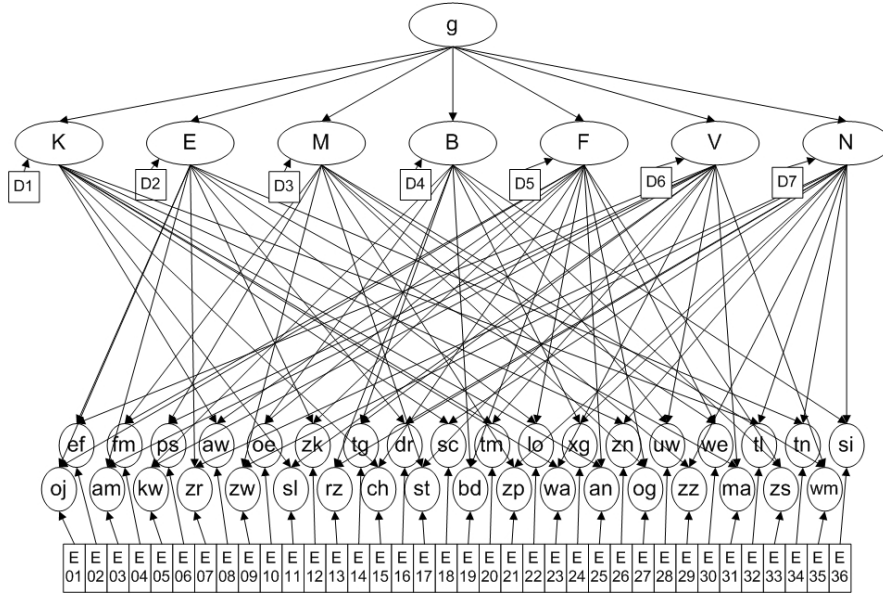 g
K E M B F V N
D1 D2 D3 D4 D5 D6 D7
ef fm ps aw oe zk tg dr sc tm lo xg zn uw we tl tn si
oj am kw zr zw sl rz ch st bd zp wa an og zz ma zs wm
E E E E E E E E E E E E E E E E E E E E E E E E E E E E E E E E E E E E
01 02 03 04 05 06 07 08 09 10 11 12 13 14 15 16 17 18 19 20 21 22 23 24 25 26 27 28 29 30 31 32 33 34 35 36